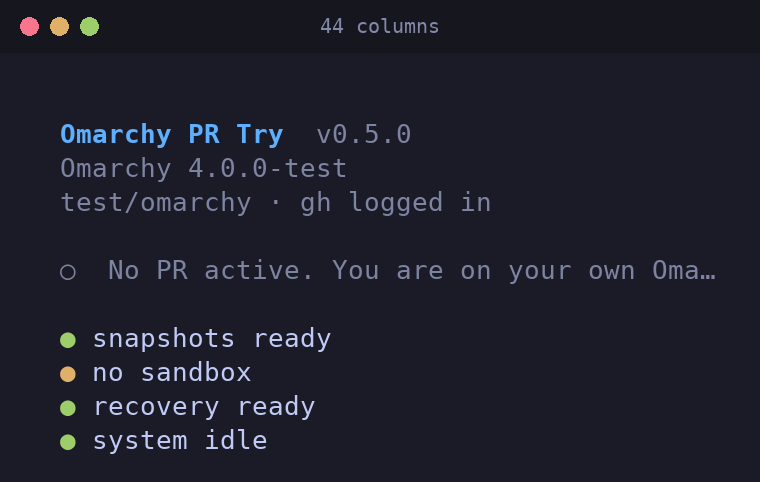 44 columns
Omarchy PR Try  v0.5.0
Omarchy 4.0.0-test
test/omarchy · gh logged in
○  No PR active. You are on your own Oma…
● snapshots ready
● no sandbox
● recovery ready
● system idle